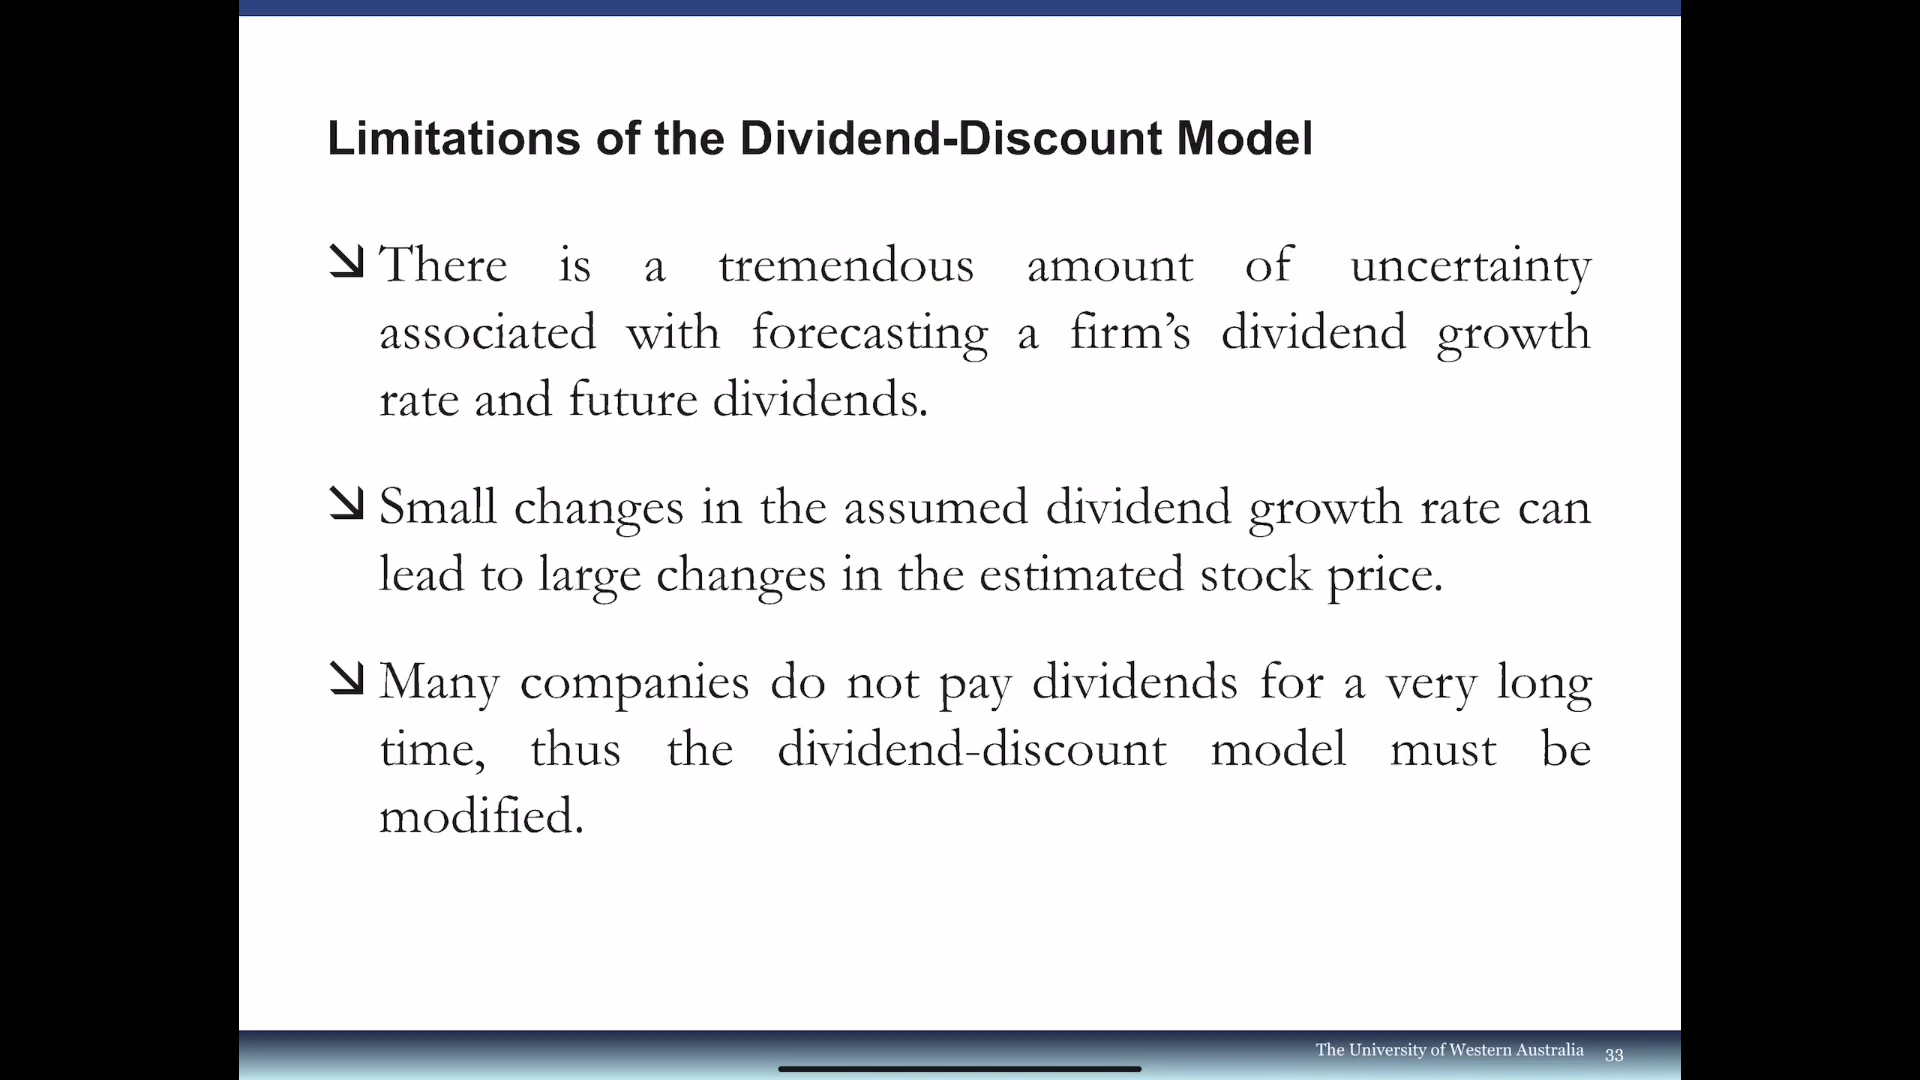 Limitations of the Dividend-Discount Model
There is a tremendous amount of uncertainty
associated with forecasting a firm’s dividend growth
rate and future dividends.
Small changes in the assumed dividend growth rate can
lead to large changes in the estimated stock price.
Many companies do not pay dividends for a very long
time, thus the dividend-discount model must be
modified.
The University of Western Australia 33